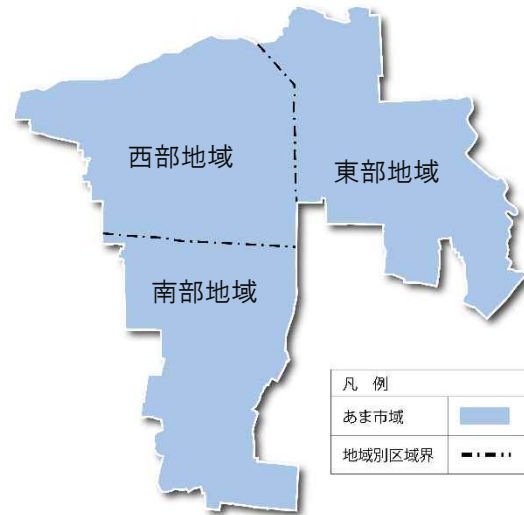 西部地域
東部地域
南部地域
凡 例
あま市域
地域別区域界